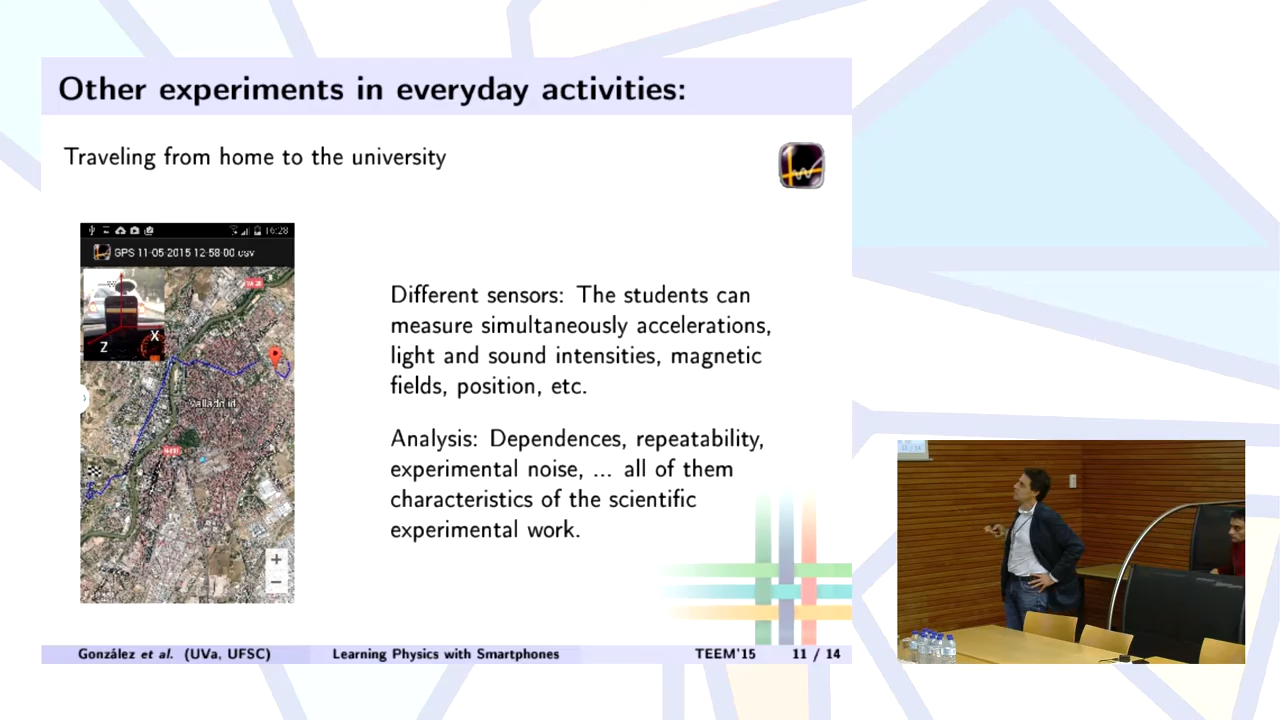 Other experiments in everyday activities:
Traveling from home to the university
16:28
GPS 11-05-2015 12:58:00.csv
X
Z
Valladolid
Different sensors: The students can
measure simultaneously accelerations,
light and sound intensities, magnetic
fields, position, etc.
Analysis: Dependences, repeatability,
experimental noise, ... all of them
characteristics of the scientific
experimental work.
+
−
González et al. (UVa, UFSC) Learning Physics with Smartphones TEEM'15 11 / 14